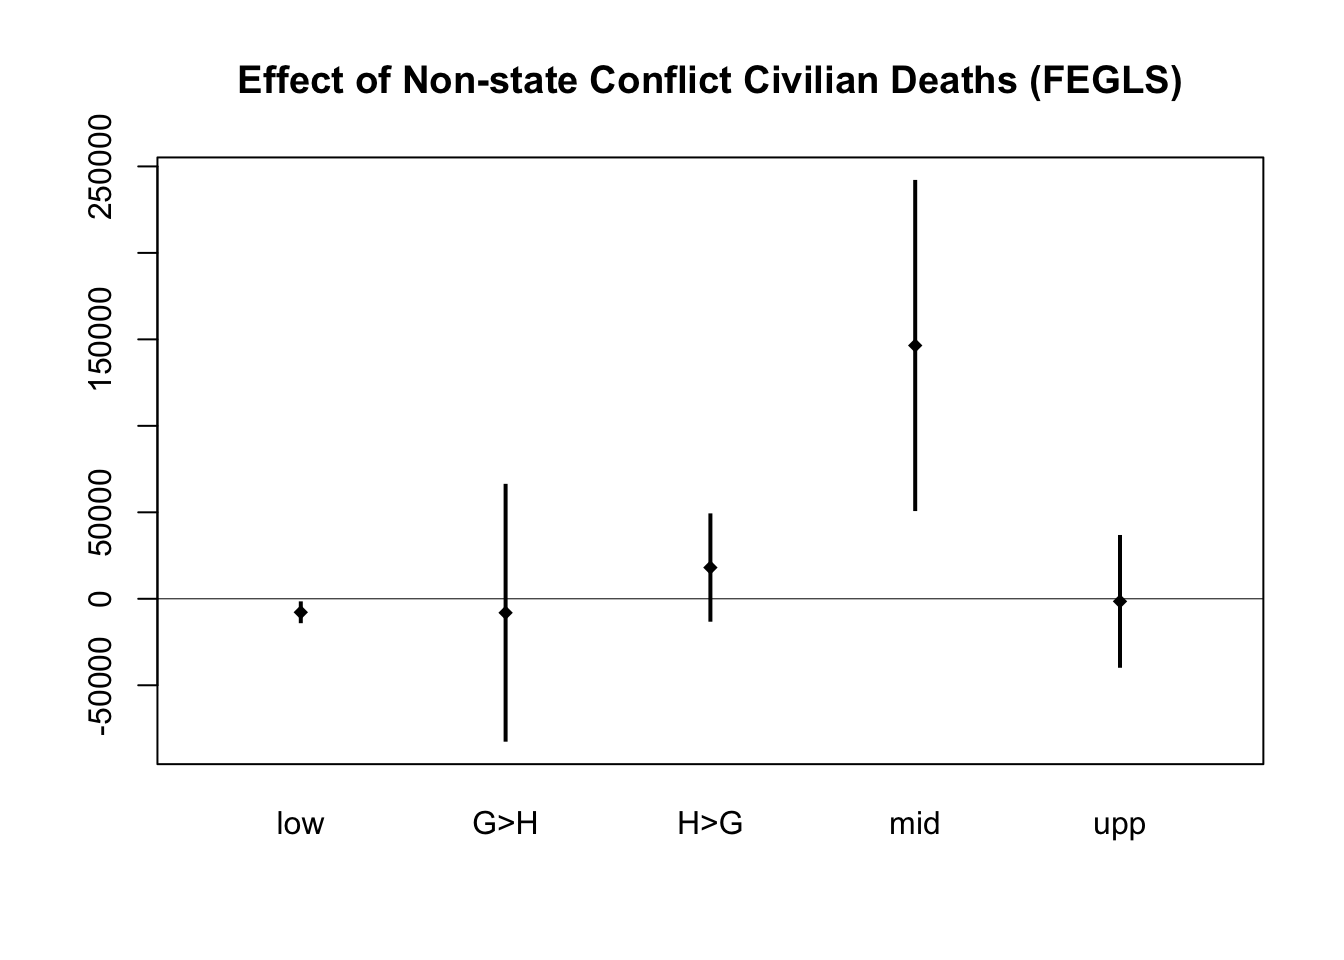 Effect of Non-state Conflict Civilian Deaths (FEGLS)
250000
150000
50000
0
-50000
low G>H H>G mid upp